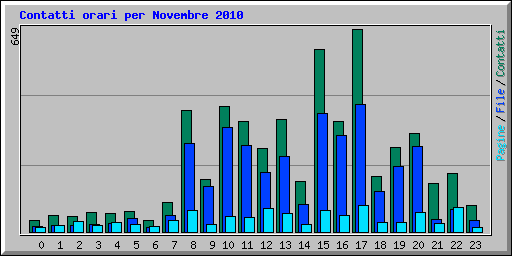 Contatti orari per Novembre 2010
649
Pagine / File / Contatti
0 1 2 3 4 5 6 7 8 9 10 11 12 13 14 15 16 17 18 19 20 21 22 23